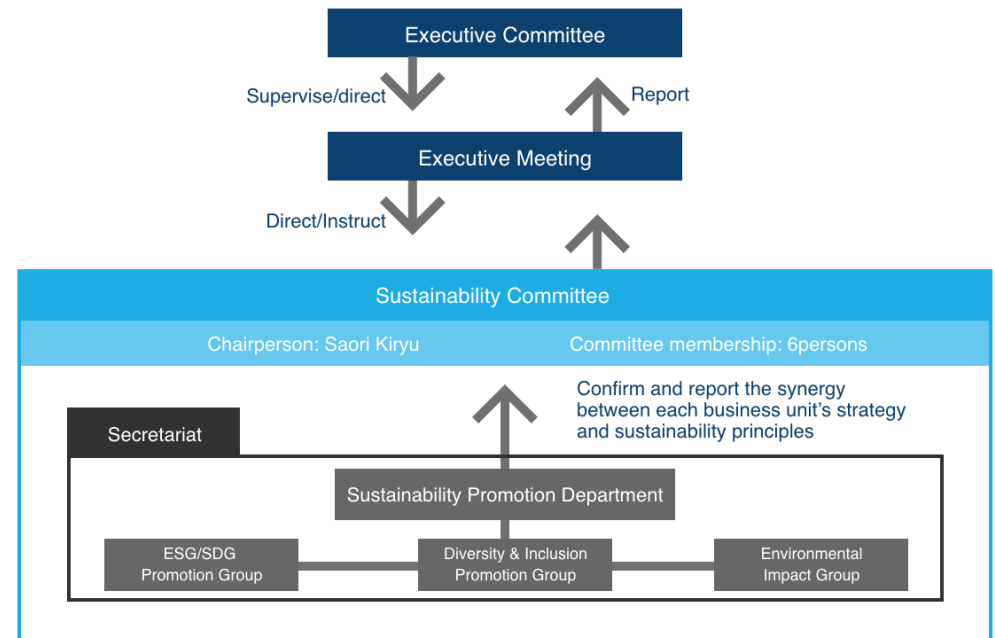 Executive Committee
Supervise/direct
Report
Executive Meeting
Direct/Instruct
Sustainability Committee
Chairperson: Saori Kiryu
Committee membership: 6persons
Confirm and report the synergy
between each business unit's strategy
and sustainability principles
Secretariat
Sustainability Promotion Department
ESG/SDG
Promotion Group
Diversity & Inclusion
Promotion Group
Environmental
Impact Group